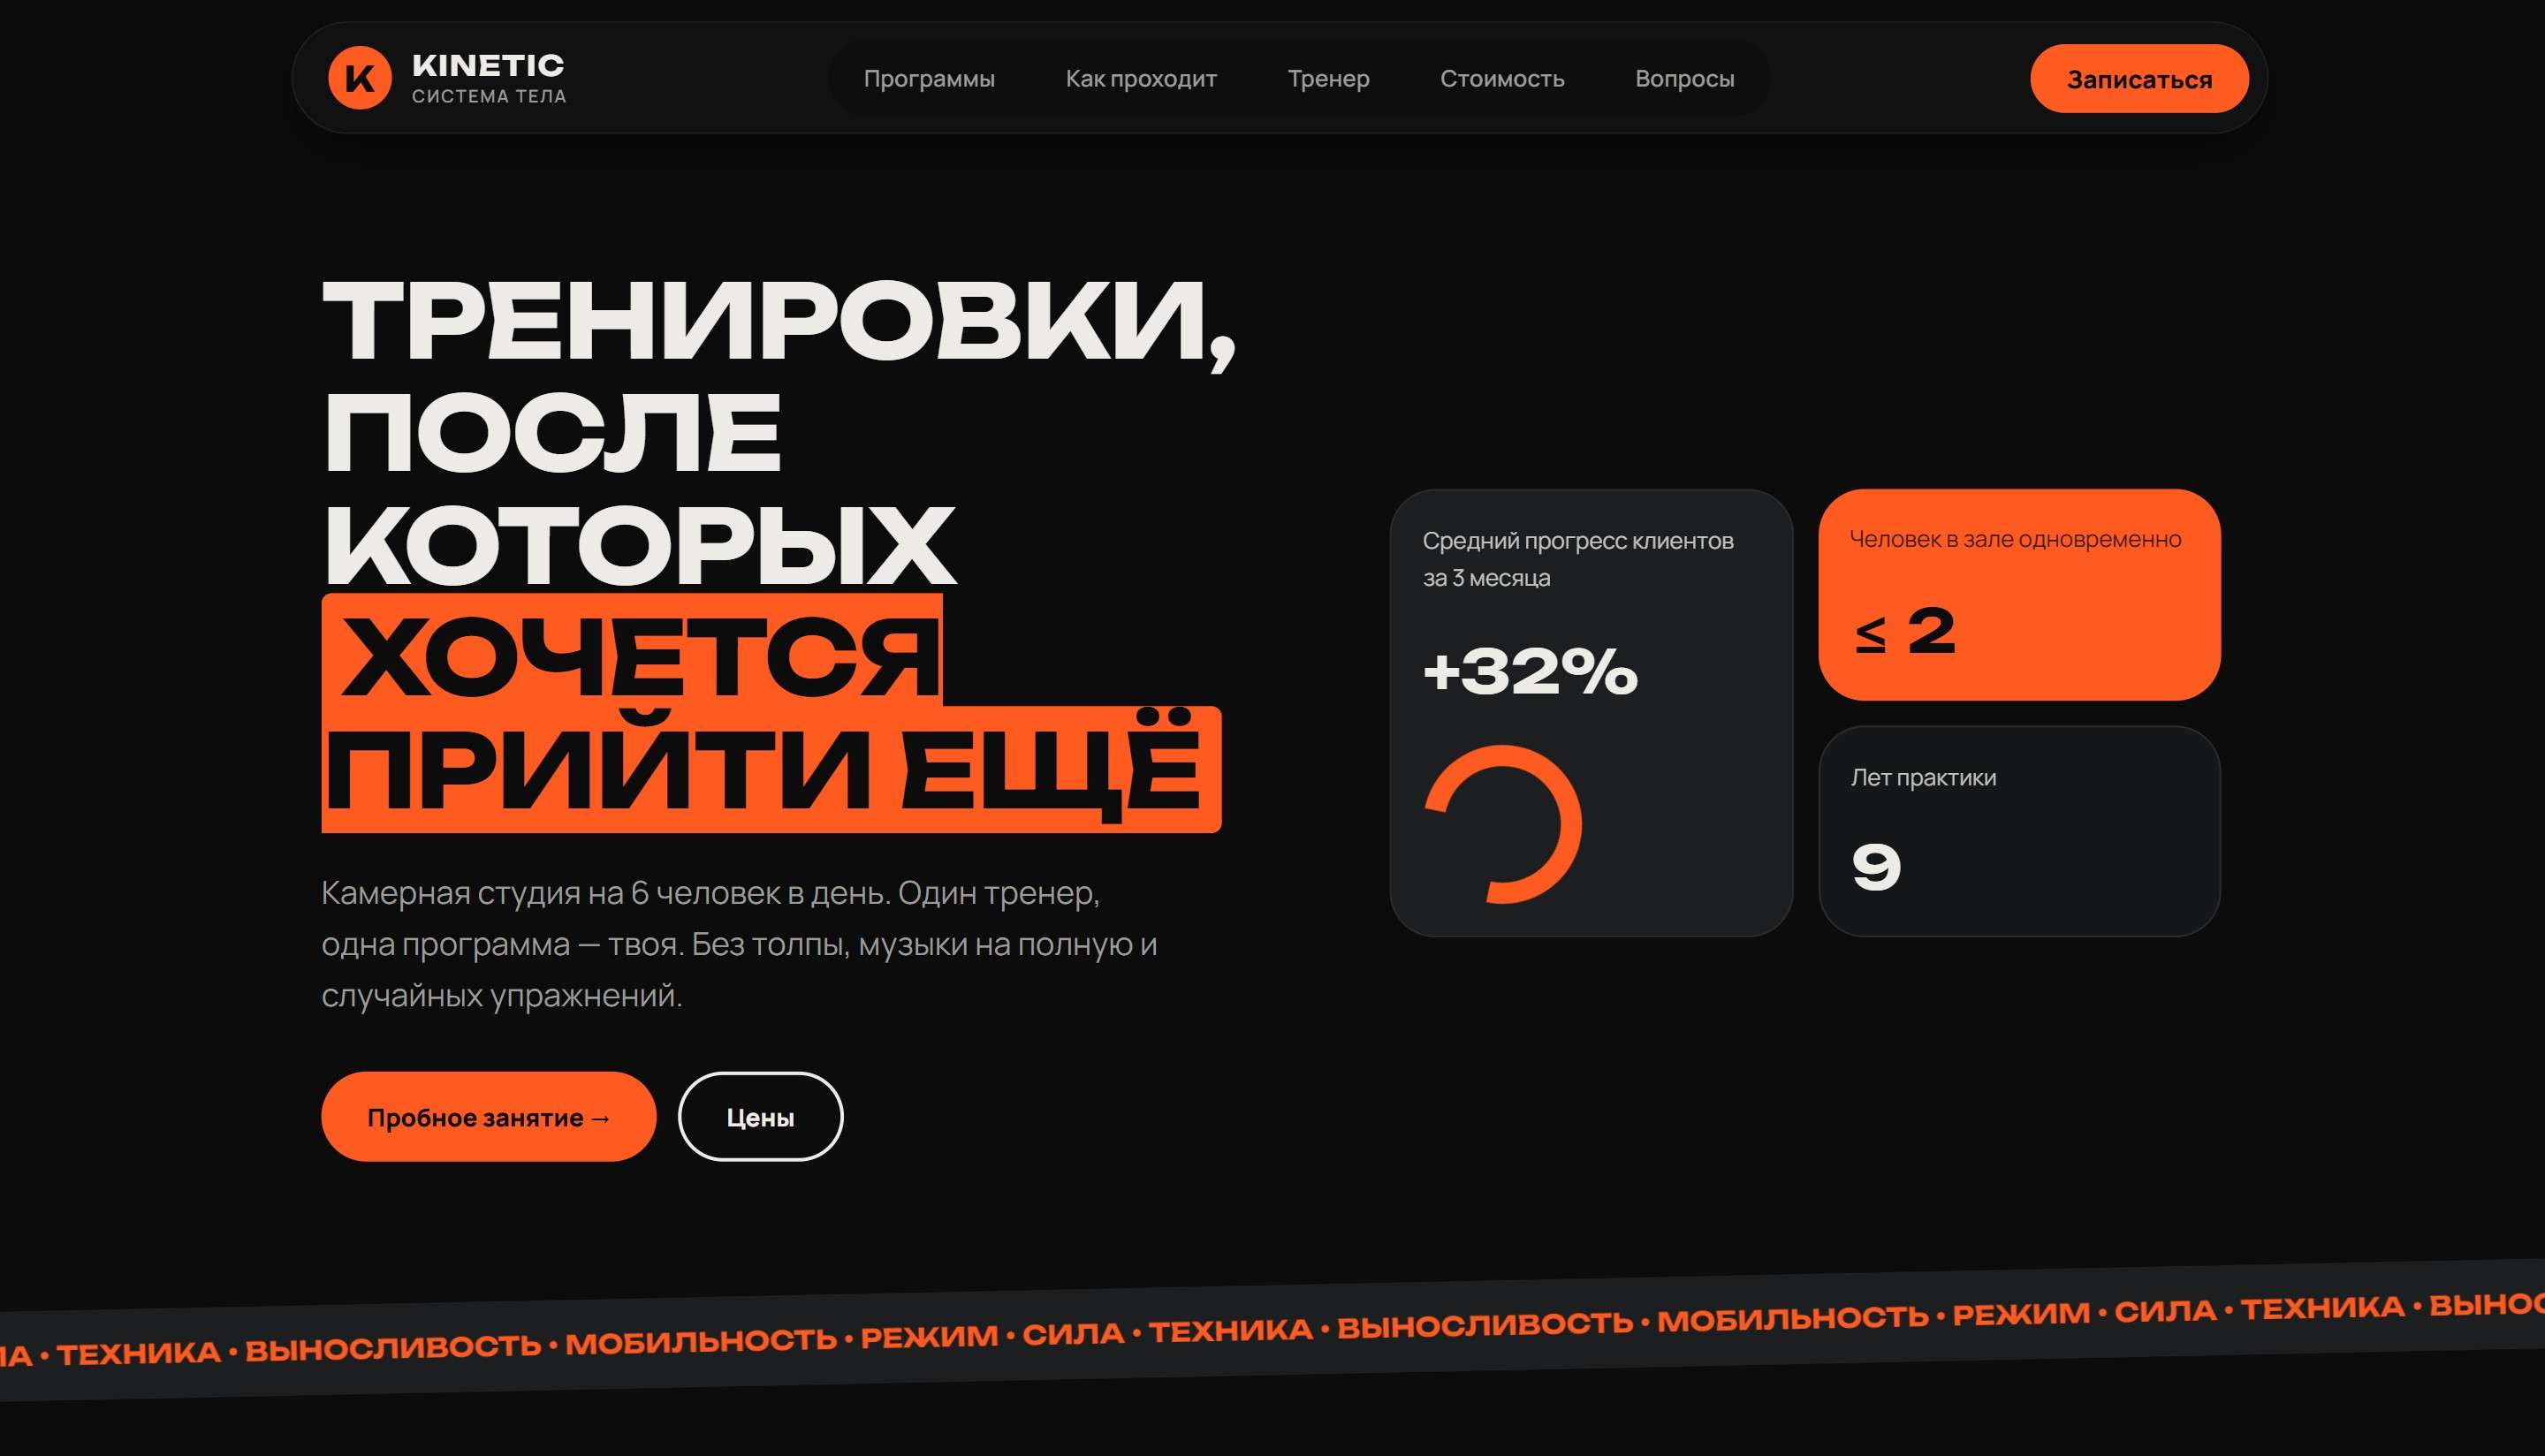 K
KINETIC
СИСТЕМА ТЕЛА
Программы
Как проходит
Тренер
Стоимость
Вопросы
Записаться
ТРЕНИРОВКИ,
ПОСЛЕ
КОТОРЫХ
ХОЧЕТСЯ
ПРИЙТИ ЕЩЁ
Камерная студия на 6 человек в день. Один тренер,
одна программа — твоя. Без толпы, музыки на полную и
случайных упражнений.
Пробное занятие →
Цены
Средний прогресс клиентов
за 3 месяца
+32%
Человек в зале одновременно
≤ 2
Лет практики
9
ЛА • ТЕХНИКА • ВЫНОСЛИВОСТЬ • МОБИЛЬНОСТЬ • РЕЖИМ • СИЛА • ТЕХНИКА • ВЫНОСЛИВОСТЬ • МОБИЛЬНОСТЬ • РЕЖИМ • СИЛА • ТЕХНИКА • ВЫНОС